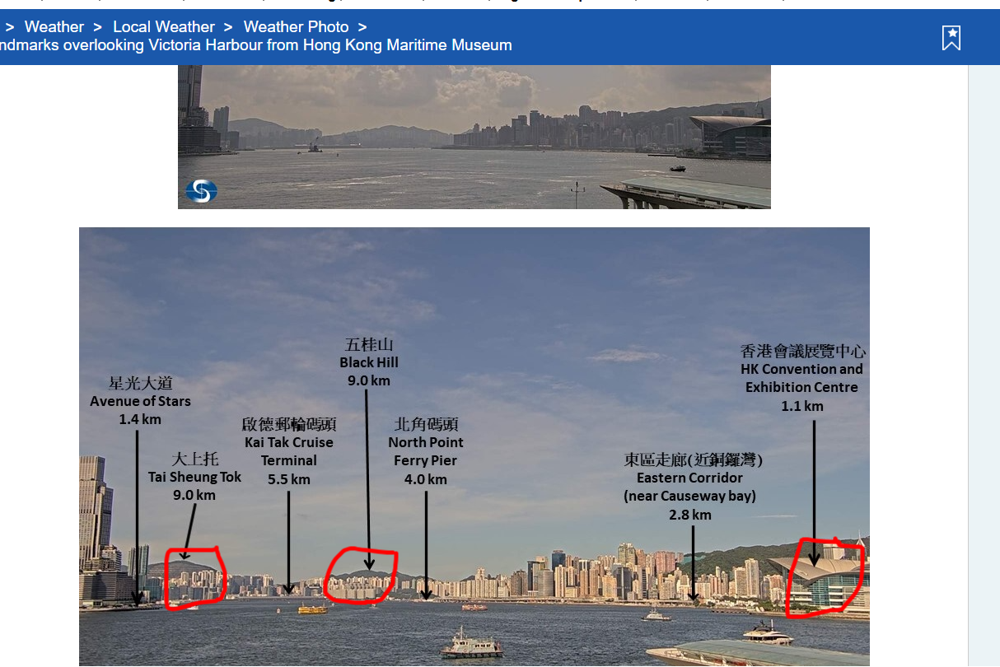 > Weather > Local Weather > Weather Photo >
ndmarks overlooking Victoria Harbour from Hong Kong Maritime Museum
五桂山
Black Hill
9.0 km
香港會議展覽中心
HK Convention and
Exhibition Centre
1.1 km
星光大道
Avenue of Stars
1.4 km
啟德郵輪碼頭
Kai Tak Cruise
Terminal
5.5 km
北角碼頭
North Point
Ferry Pier
4.0 km
大上托
Tai Sheung Tok
9.0 km
東區走廊(近銅鑼灣)
Eastern Corridor
(near Causeway bay)
2.8 km